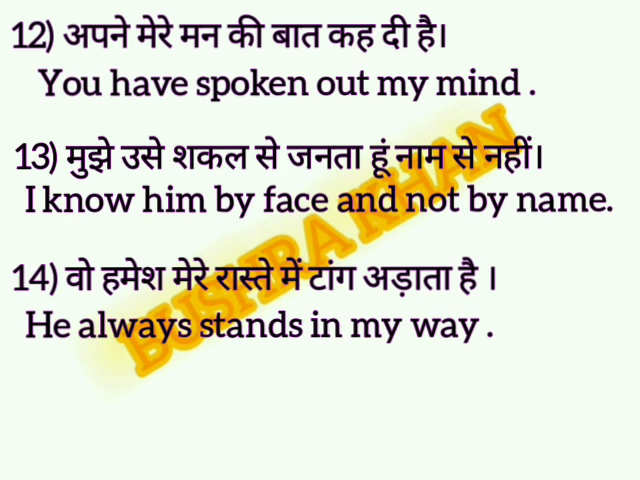 12) अपने मेरे मन की बात कह दी है।
You have spoken out my mind .
13) मुझे उसे शकल से जनता हूं नाम से नहीं।
I know him by face and not by name.
14) वो हमेश मेरे रास्ते में टांग अड़ाता है ।
He always stands in my way .
BUSHRA KHAN